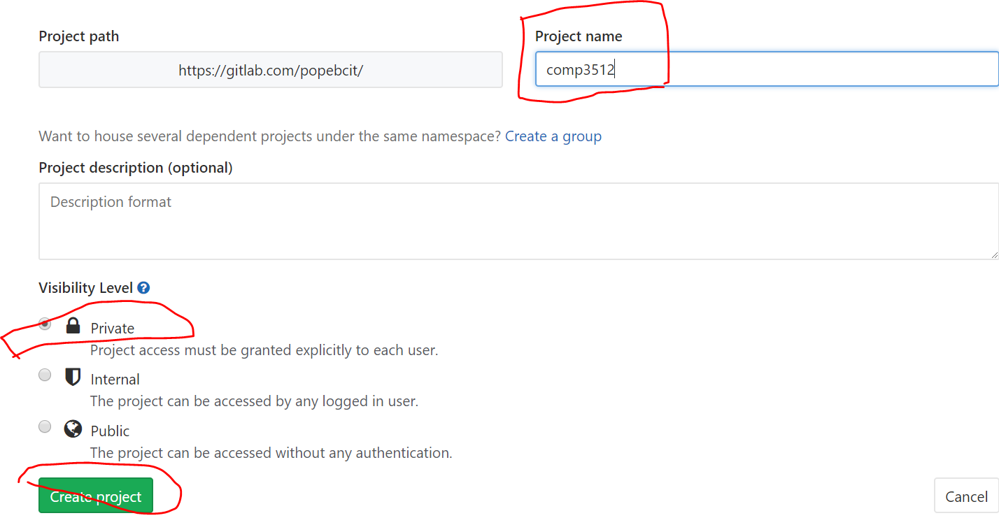 Project path
Project name
https://gitlab.com/popebcit/
comp3512
Want to house several dependent projects under the same namespace? Create a group
Project description (optional)
Description format
Visibility Level ?
Private
Project access must be granted explicitly to each user.
Internal
The project can be accessed by any logged in user.
Public
The project can be accessed without any authentication.
Create project
Cancel